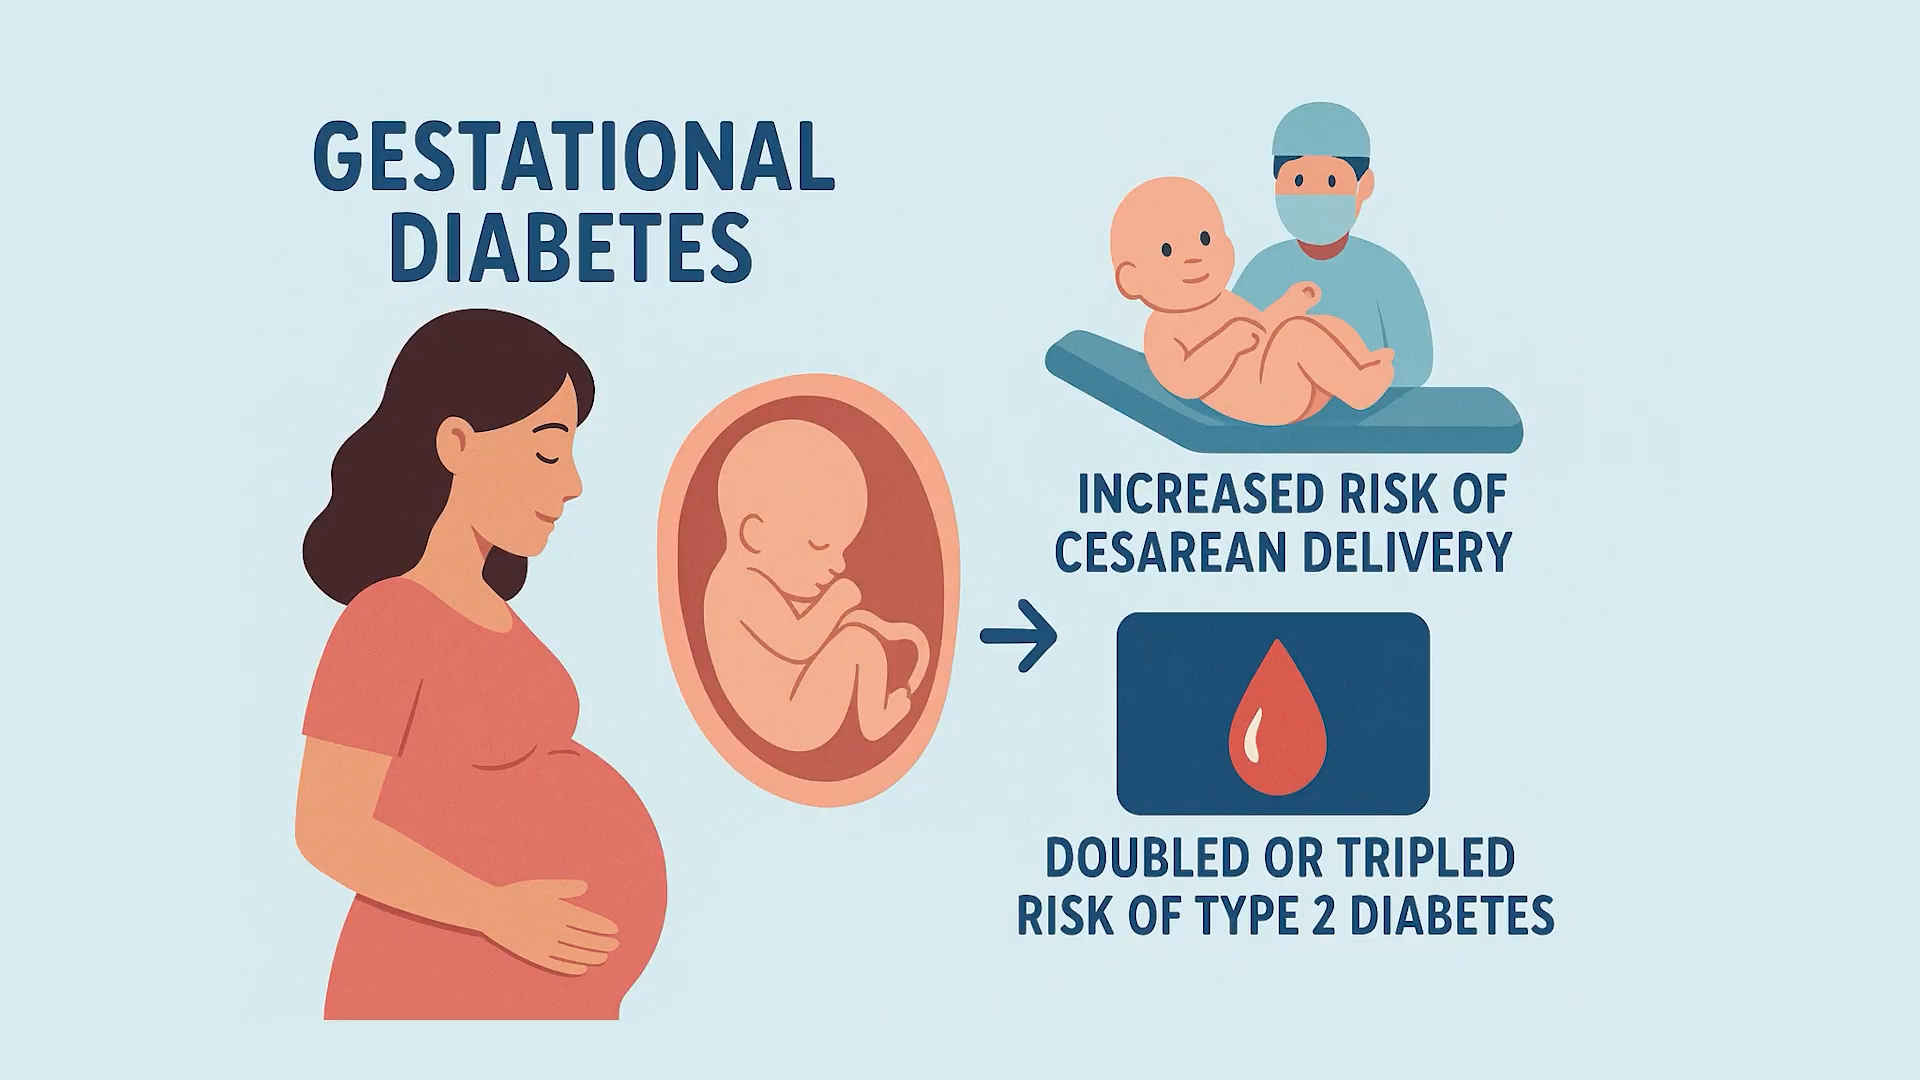 GESTATIONAL
DIABETES
INCREASED RISK OF
CESAREAN DELIVERY
DOUBLED OR TRIPLED
RISK OF TYPE 2 DIABETES